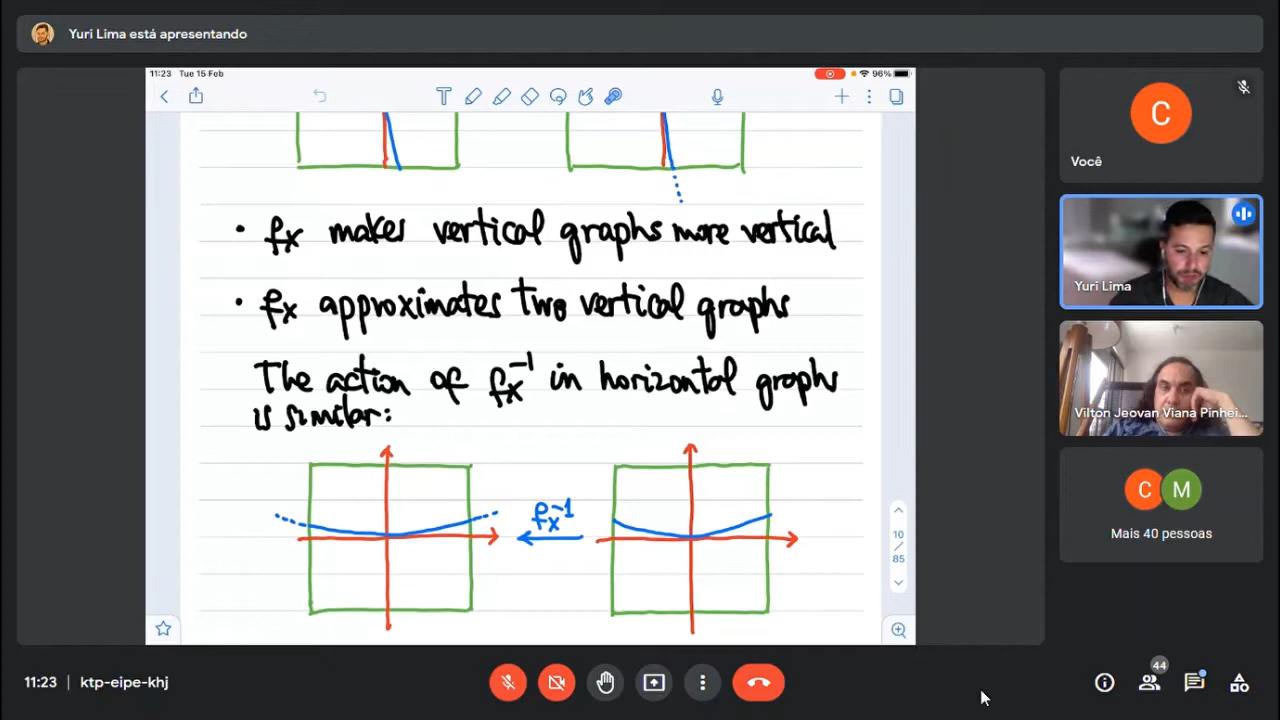 Yuri Lima está apresentando
11:23 Tue 15 Feb
96%
T
C
Você
• fx makes vertical graphs more vertical
Yuri Lima
• fx approximates two vertical graphs
The action of fx⁻¹ in horizontal graphs
is similar:
Vilton Jeovan Viana Pinhei...
fx⁻¹
C M
Mais 40 pessoas
10
/
85
11:23 | ktp-eipe-khj
44